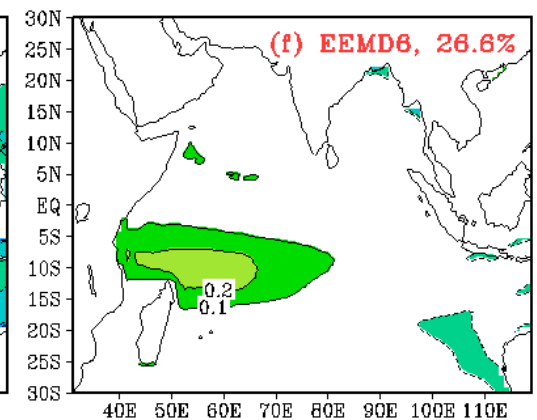 (f) EEMD6, 26.6%
30N
25N
20N
15N
10N
5N
EQ
5S
10S
15S
20S
25S
30S
0.2
0.1
40E 50E 60E 70E 80E 90E 100E 110E